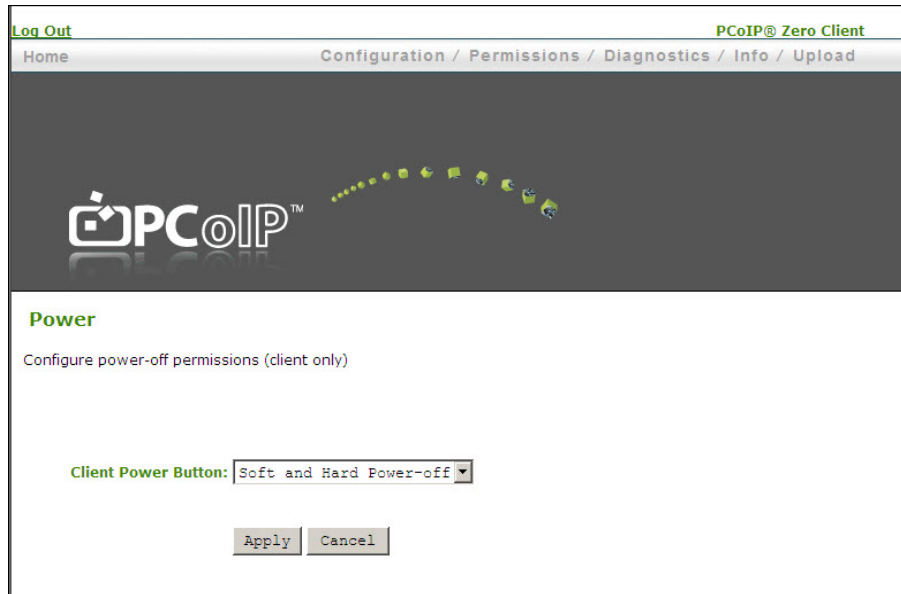 Log Out PCoIP® Zero Client
Home Configuration / Permissions / Diagnostics / Info / Upload
PCoIP™
Power
Configure power-off permissions (client only)
Client Power Button: Soft and Hard Power-off
Apply Cancel